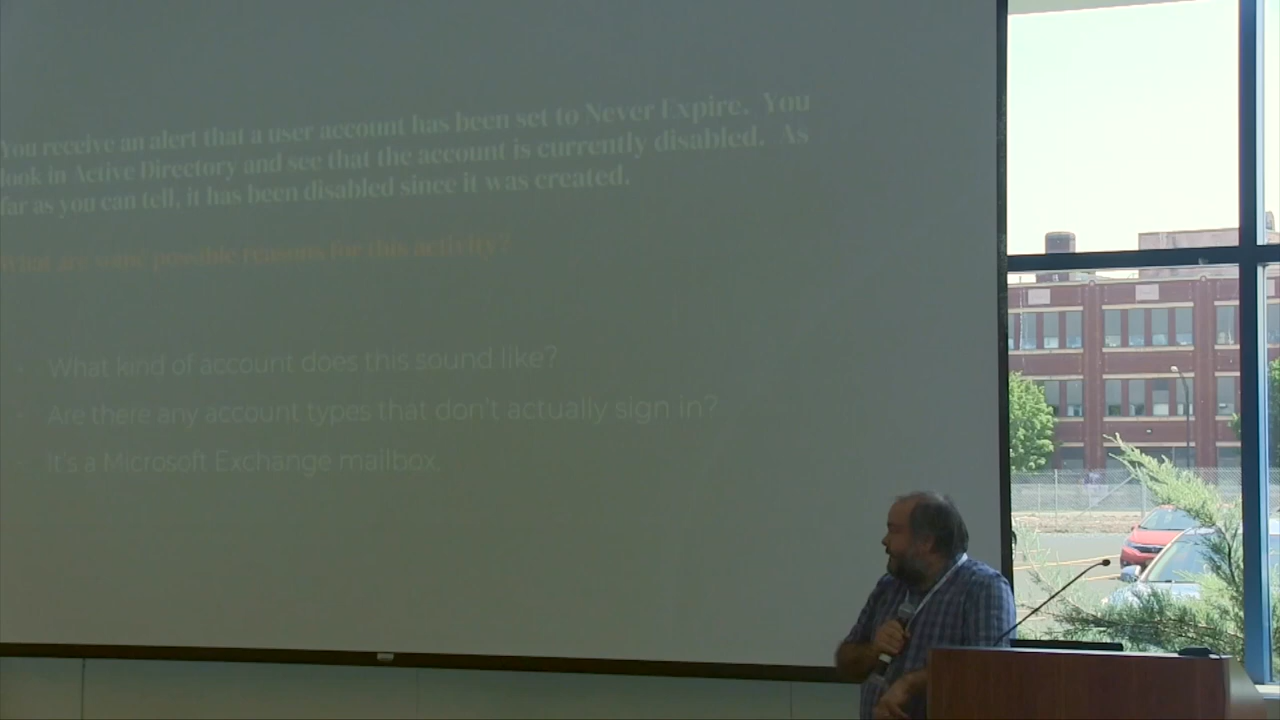 You receive an alert that a user account has been set to Never Expire. You
look in Active Directory and see that the account is currently disabled. As
far as you can tell, it has been disabled since it was created.
What are some possible reasons for this activity?
What kind of account does this sound like?
Are there any account types that don't actually sign in?
It's a Microsoft Exchange mailbox.